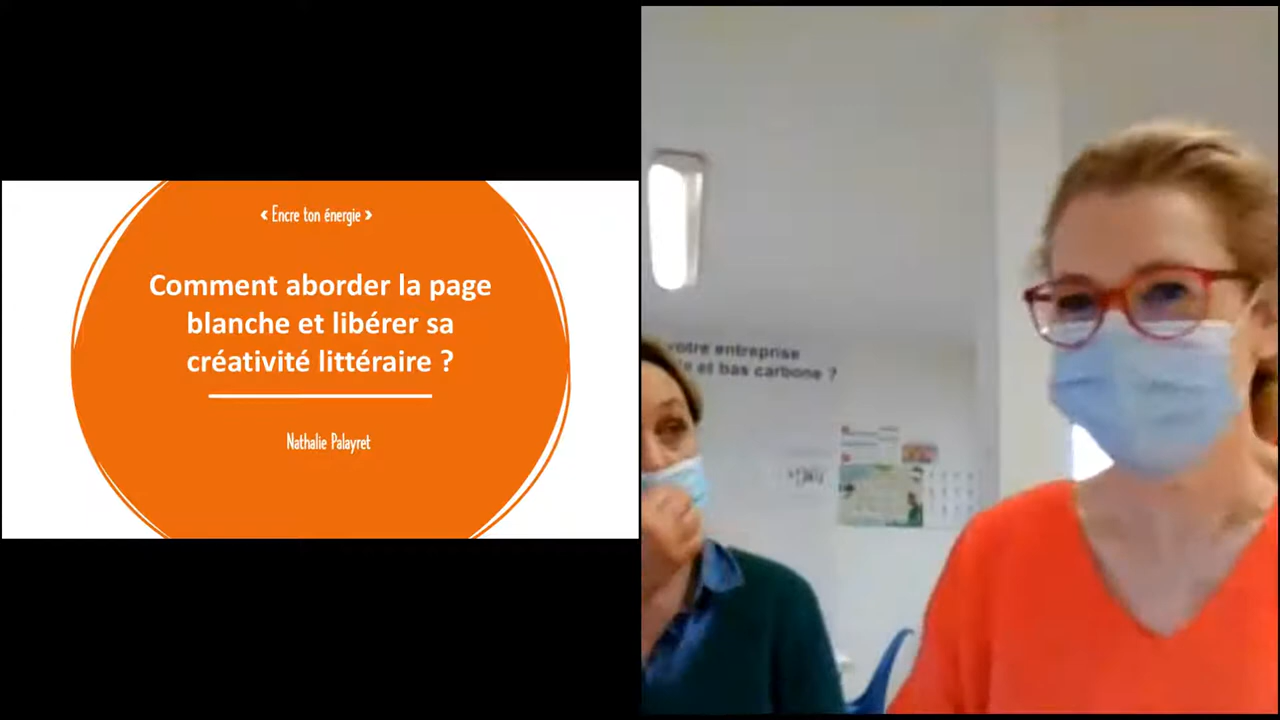 « Encre ton énergie »
Comment aborder la page
blanche et libérer sa
créativité littéraire ?
Nathalie Palayret
votre entreprise
et bas carbone ?